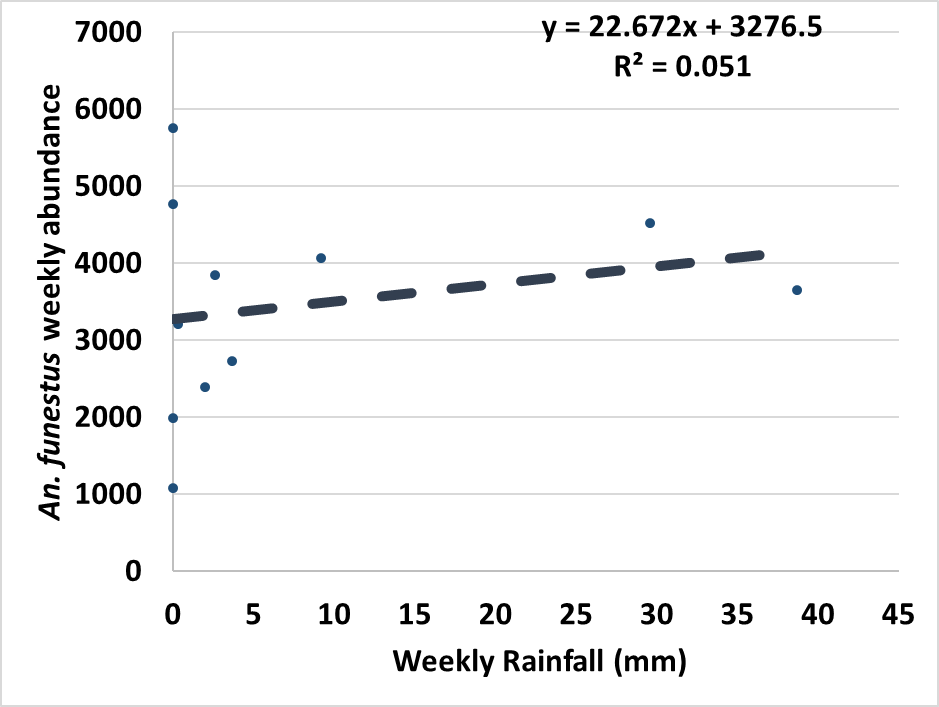 y = 22.672x + 3276.5
R² = 0.051
7000
6000
5000
4000
3000
2000
1000
0
An. funestus weekly abundance
0 5 10 15 20 25 30 35 40 45
Weekly Rainfall (mm)